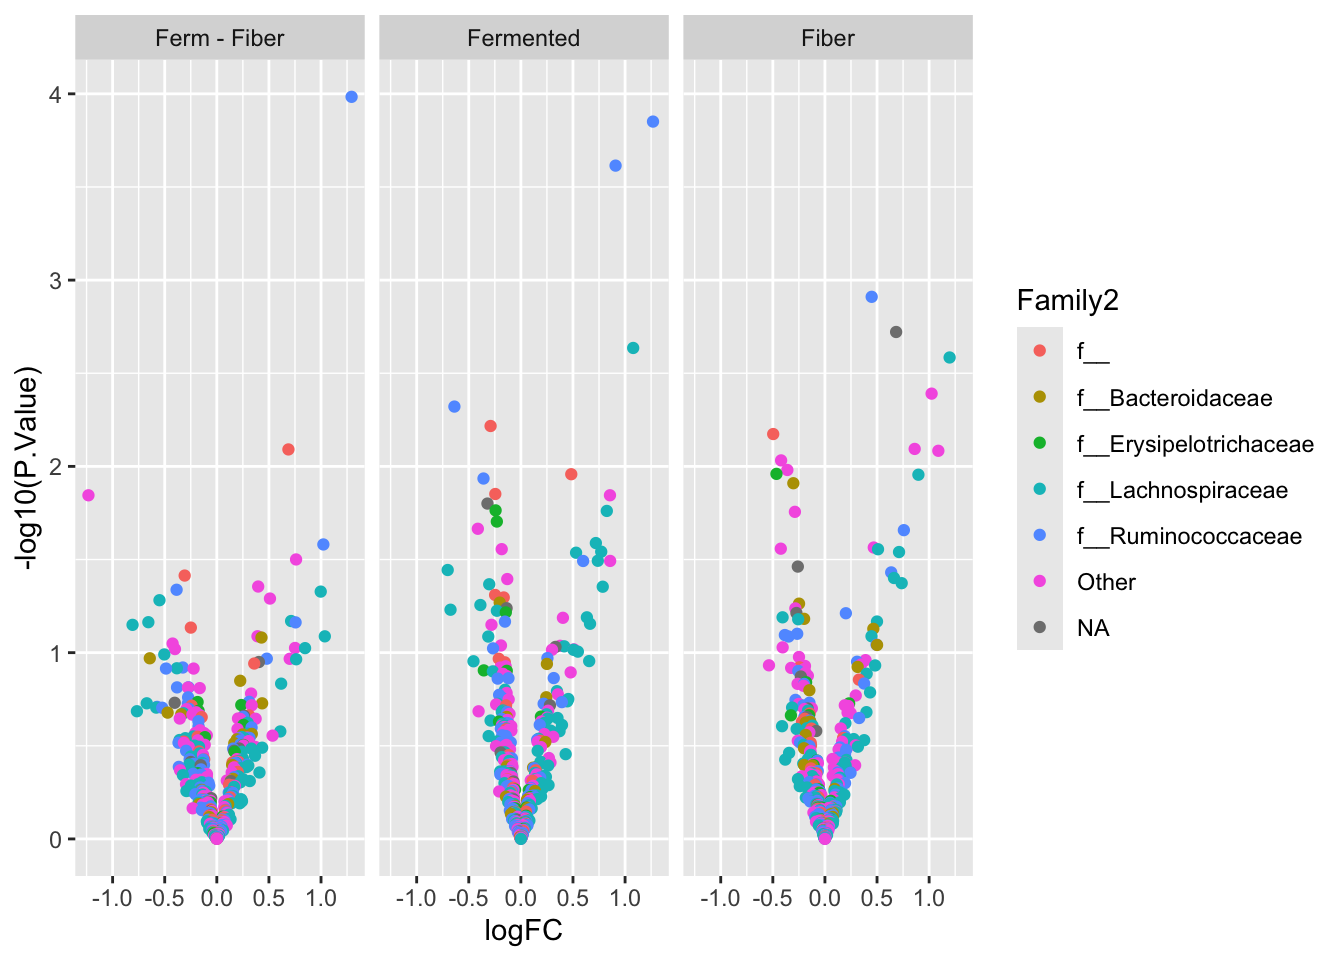 Ferm - Fiber
Fermented
Fiber
4
3
2
1
0
-log10(P.Value)
-1.0 -0.5 0.0 0.5 1.0
-1.0 -0.5 0.0 0.5 1.0
-1.0 -0.5 0.0 0.5 1.0
logFC
Family2
f__
f__Bacteroidaceae
f__Erysipelotrichaceae
f__Lachnospiraceae
f__Ruminococcaceae
Other
NA